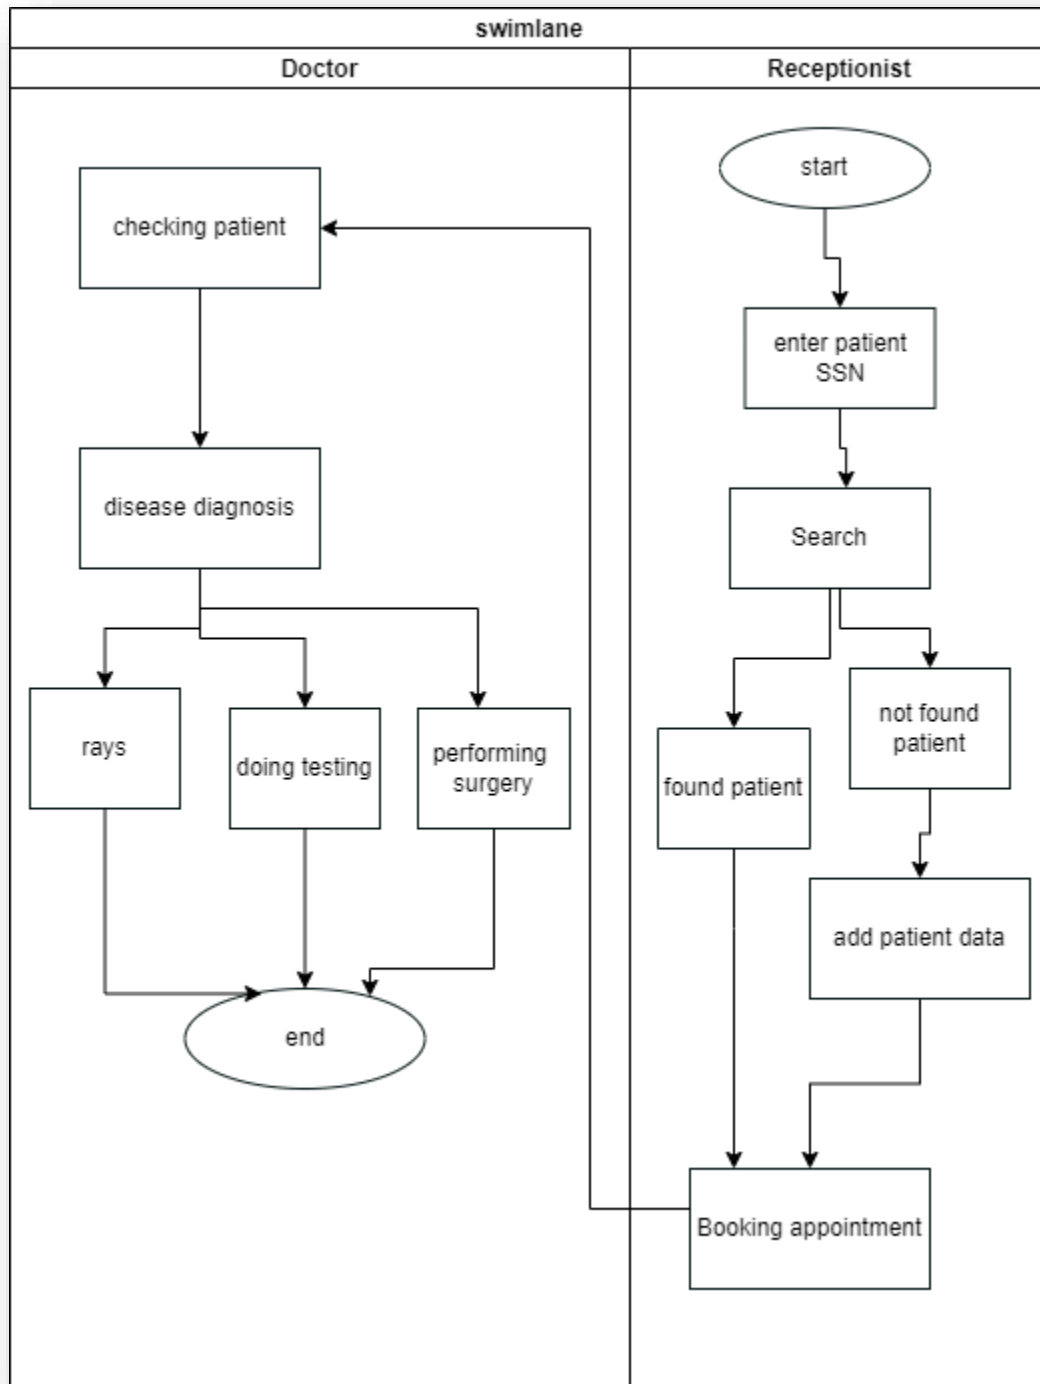 swimlane
Doctor
Receptionist
start
enter patient
SSN
Search
found patient
not found
patient
add patient data
Booking appointment
checking patient
disease diagnosis
rays
doing testing
performing
surgery
end